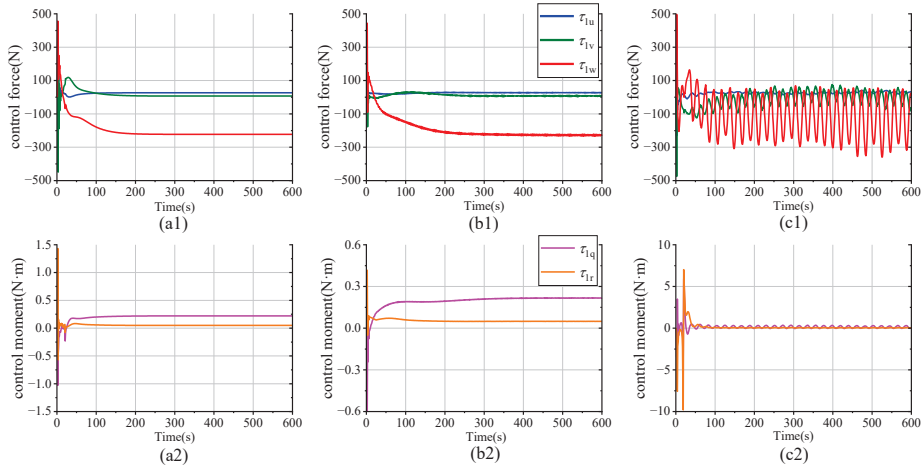 500
300
100
−100
−300
−500
control force(N)
0 100 200 300 400 500 600
Time(s)
(a1)
500
300
100
−100
−300
−500
control force(N)
τ1u
τ1v
τ1w
0 100 200 300 400 500 600
Time(s)
(b1)
500
300
100
−100
−300
−500
control force(N)
0 100 200 300 400 500 600
Time(s)
(c1)
1.5
1.0
0.5
0.0
−0.5
−1.0
−1.5
control moment(N·m)
0 100 200 300 400 500 600
Time(s)
(a2)
0.6
0.3
0.0
−0.3
−0.6
control moment(N·m)
τ1q
τ1r
0 100 200 300 400 500 600
Time(s)
(b2)
10
5
0
−5
−10
control moment(N·m)
0 100 200 300 400 500 600
Time(s)
(c2)